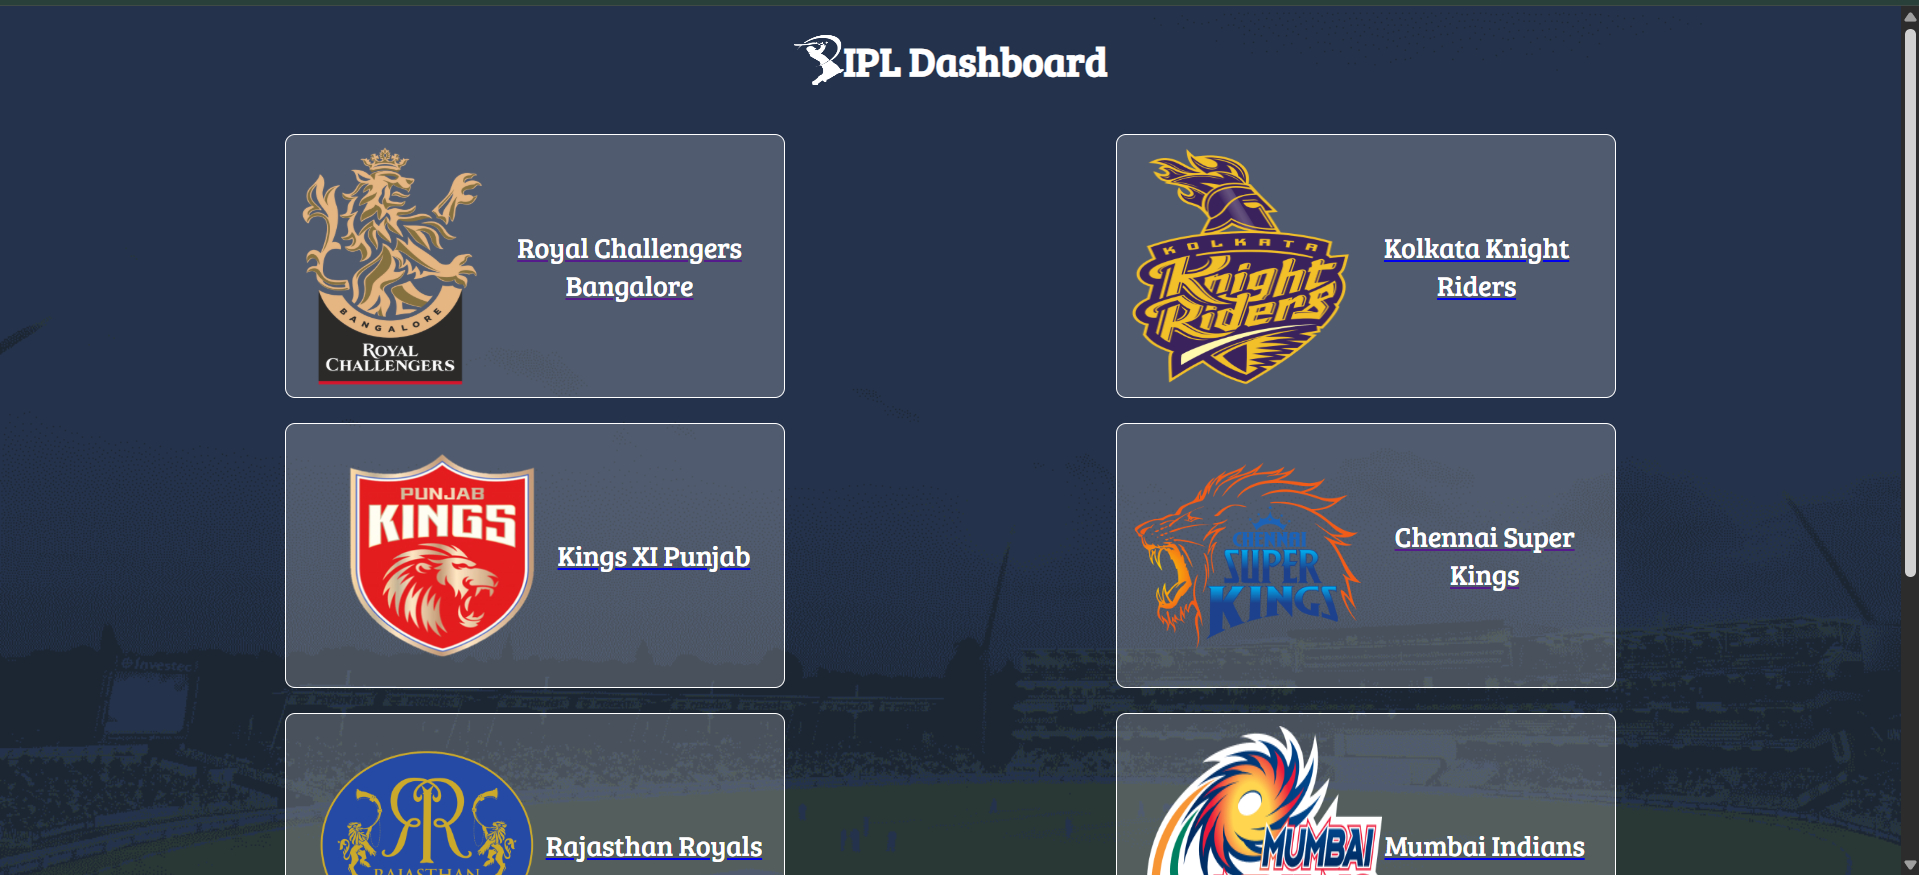 IPL Dashboard
BANGALORE
ROYAL
CHALLENGERS
Royal Challengers
Bangalore
KOLKATA
Knight
Riders
Kolkata Knight
Riders
PUNJAB
KINGS
Kings XI Punjab
CHENNAI
SUPER
KINGS
Chennai Super
Kings
Investec
RR
RAJASTHAN
Rajasthan Royals
MUMBAI
Mumbai Indians